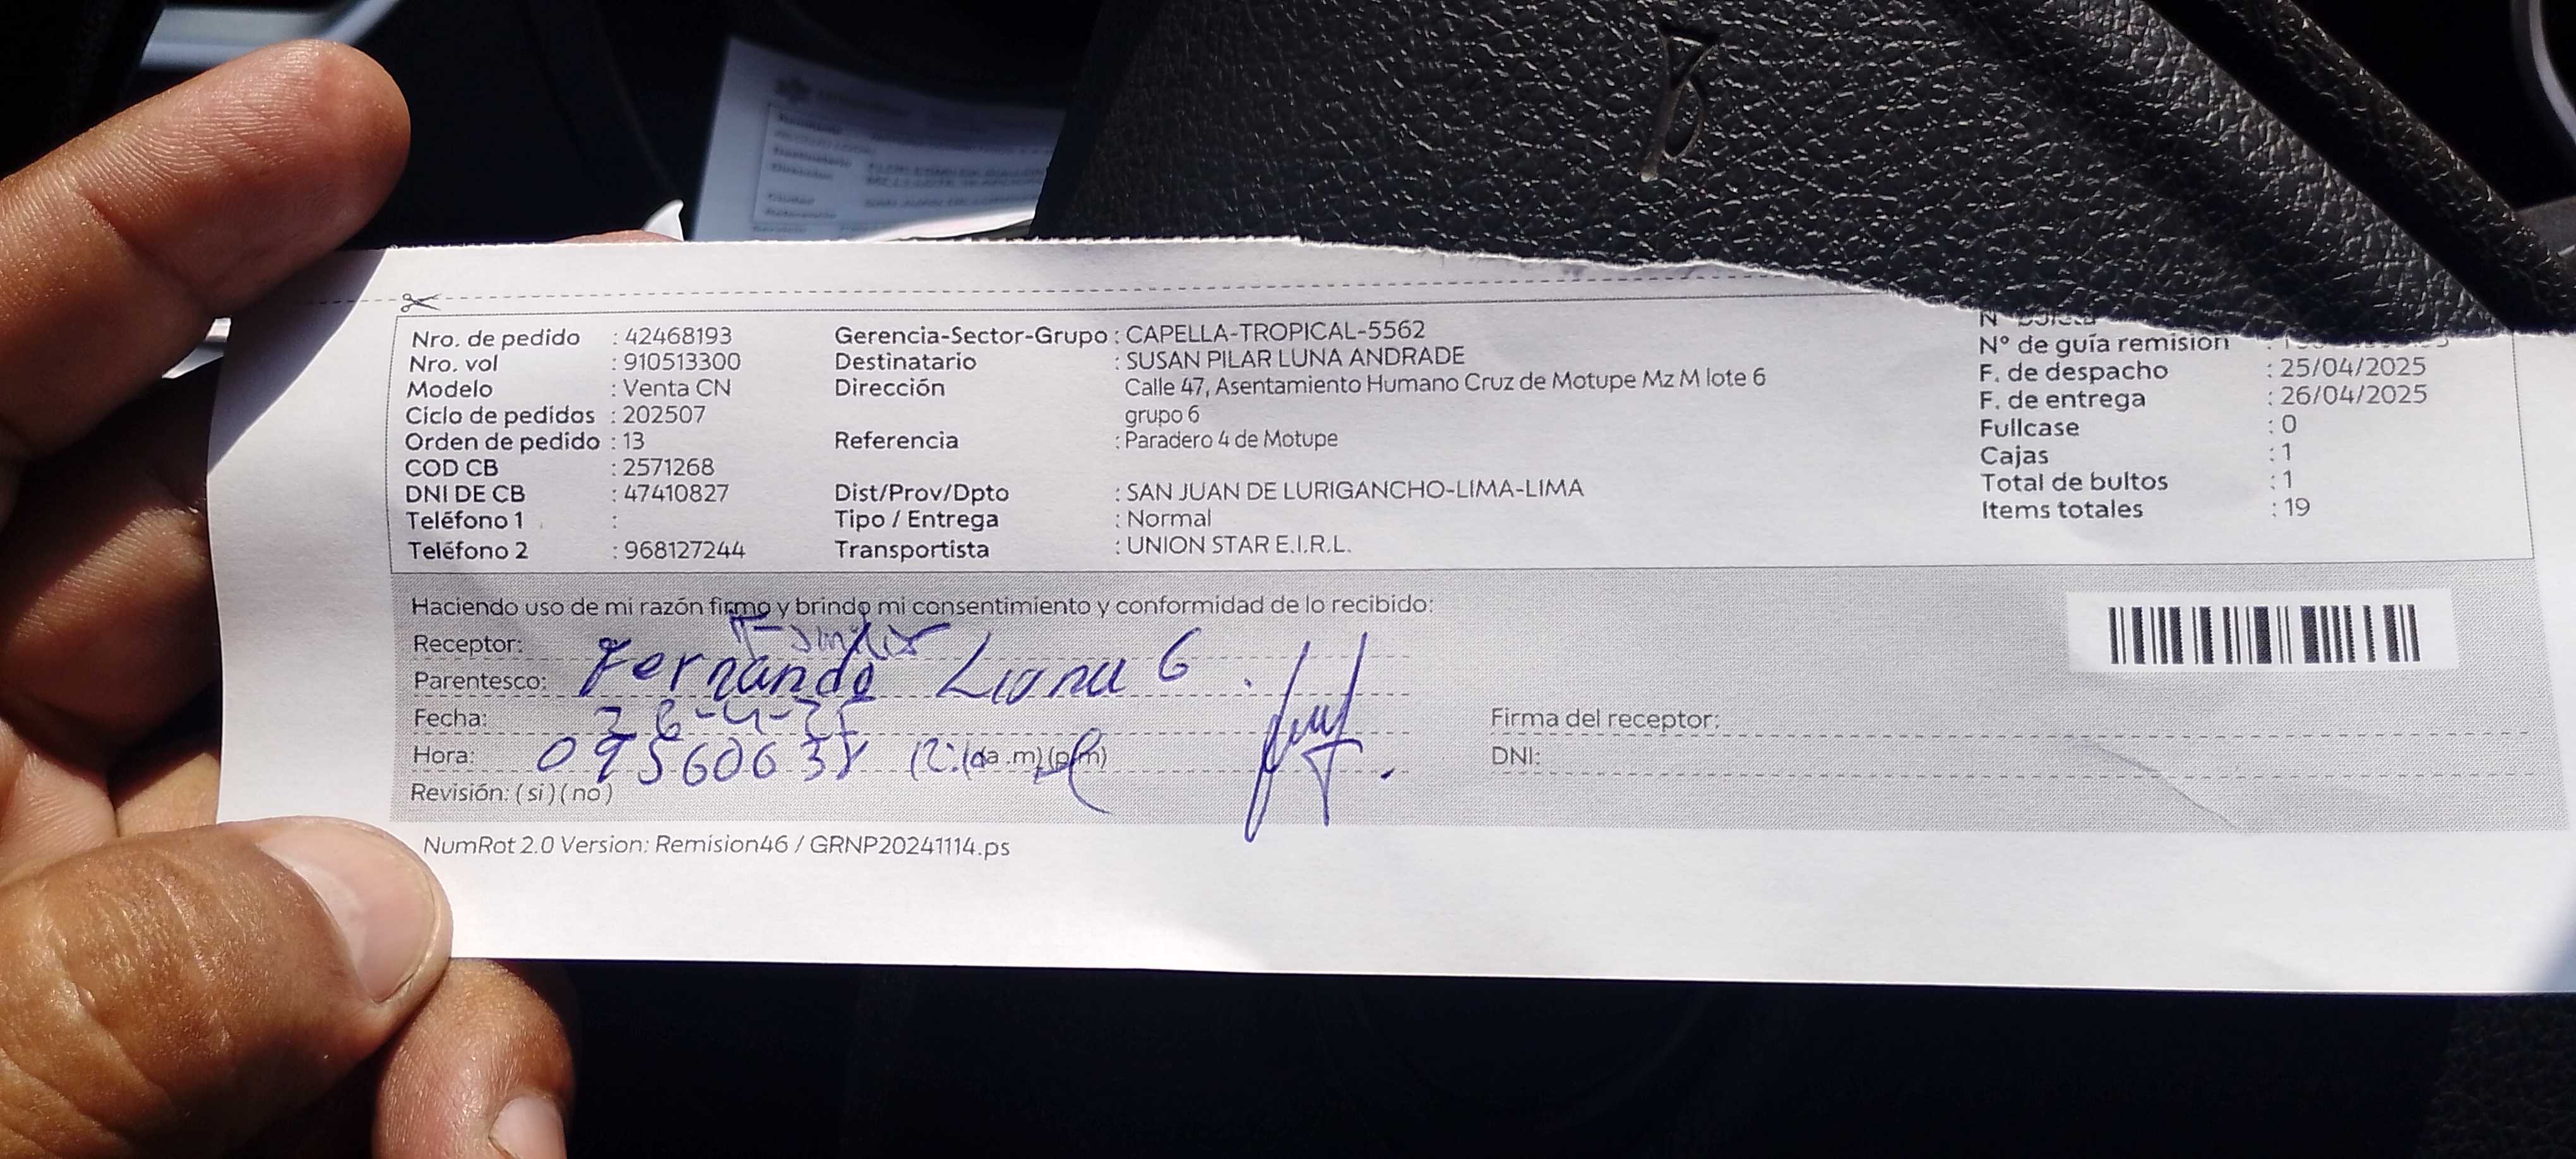 Nro. de pedido : 42468193
Nro. vol : 910513300
Modelo : Venta CN
Ciclo de pedidos : 202507
Orden de pedido : 13
COD CB : 2571268
DNI DE CB : 47410827
Teléfono 1 :
Teléfono 2 : 968127244
Gerencia-Sector-Grupo : CAPELLA-TROPICAL-5562
Destinatario : SUSAN PILAR LUNA ANDRADE
Dirección Calle 47, Asentamiento Humano Cruz de Motupe Mz M lote 6
grupo 6
Referencia : Paradero 4 de Motupe
Dist/Prov/Dpto : SAN JUAN DE LURIGANCHO-LIMA-LIMA
Tipo / Entrega : Normal
Transportista : UNION STAR E.I.R.L.
N° boleta
N° de guía remisión :
F. de despacho : 25/04/2025
F. de entrega : 26/04/2025
Fullcase : 0
Cajas : 1
Total de bultos : 1
Items totales : 19
Haciendo uso de mi razón firmo y brindo mi consentimiento y conformidad de lo recibido:
Receptor:
Parentesco: Fernando Luna G.
Fecha: 26-4-25
Hora: 09560638 (a.m)(p.m)
Revisión: (si)(no)
Firma del receptor:
DNI:
NumRot 2.0 Version: Remision46 / GRNP20241114.ps